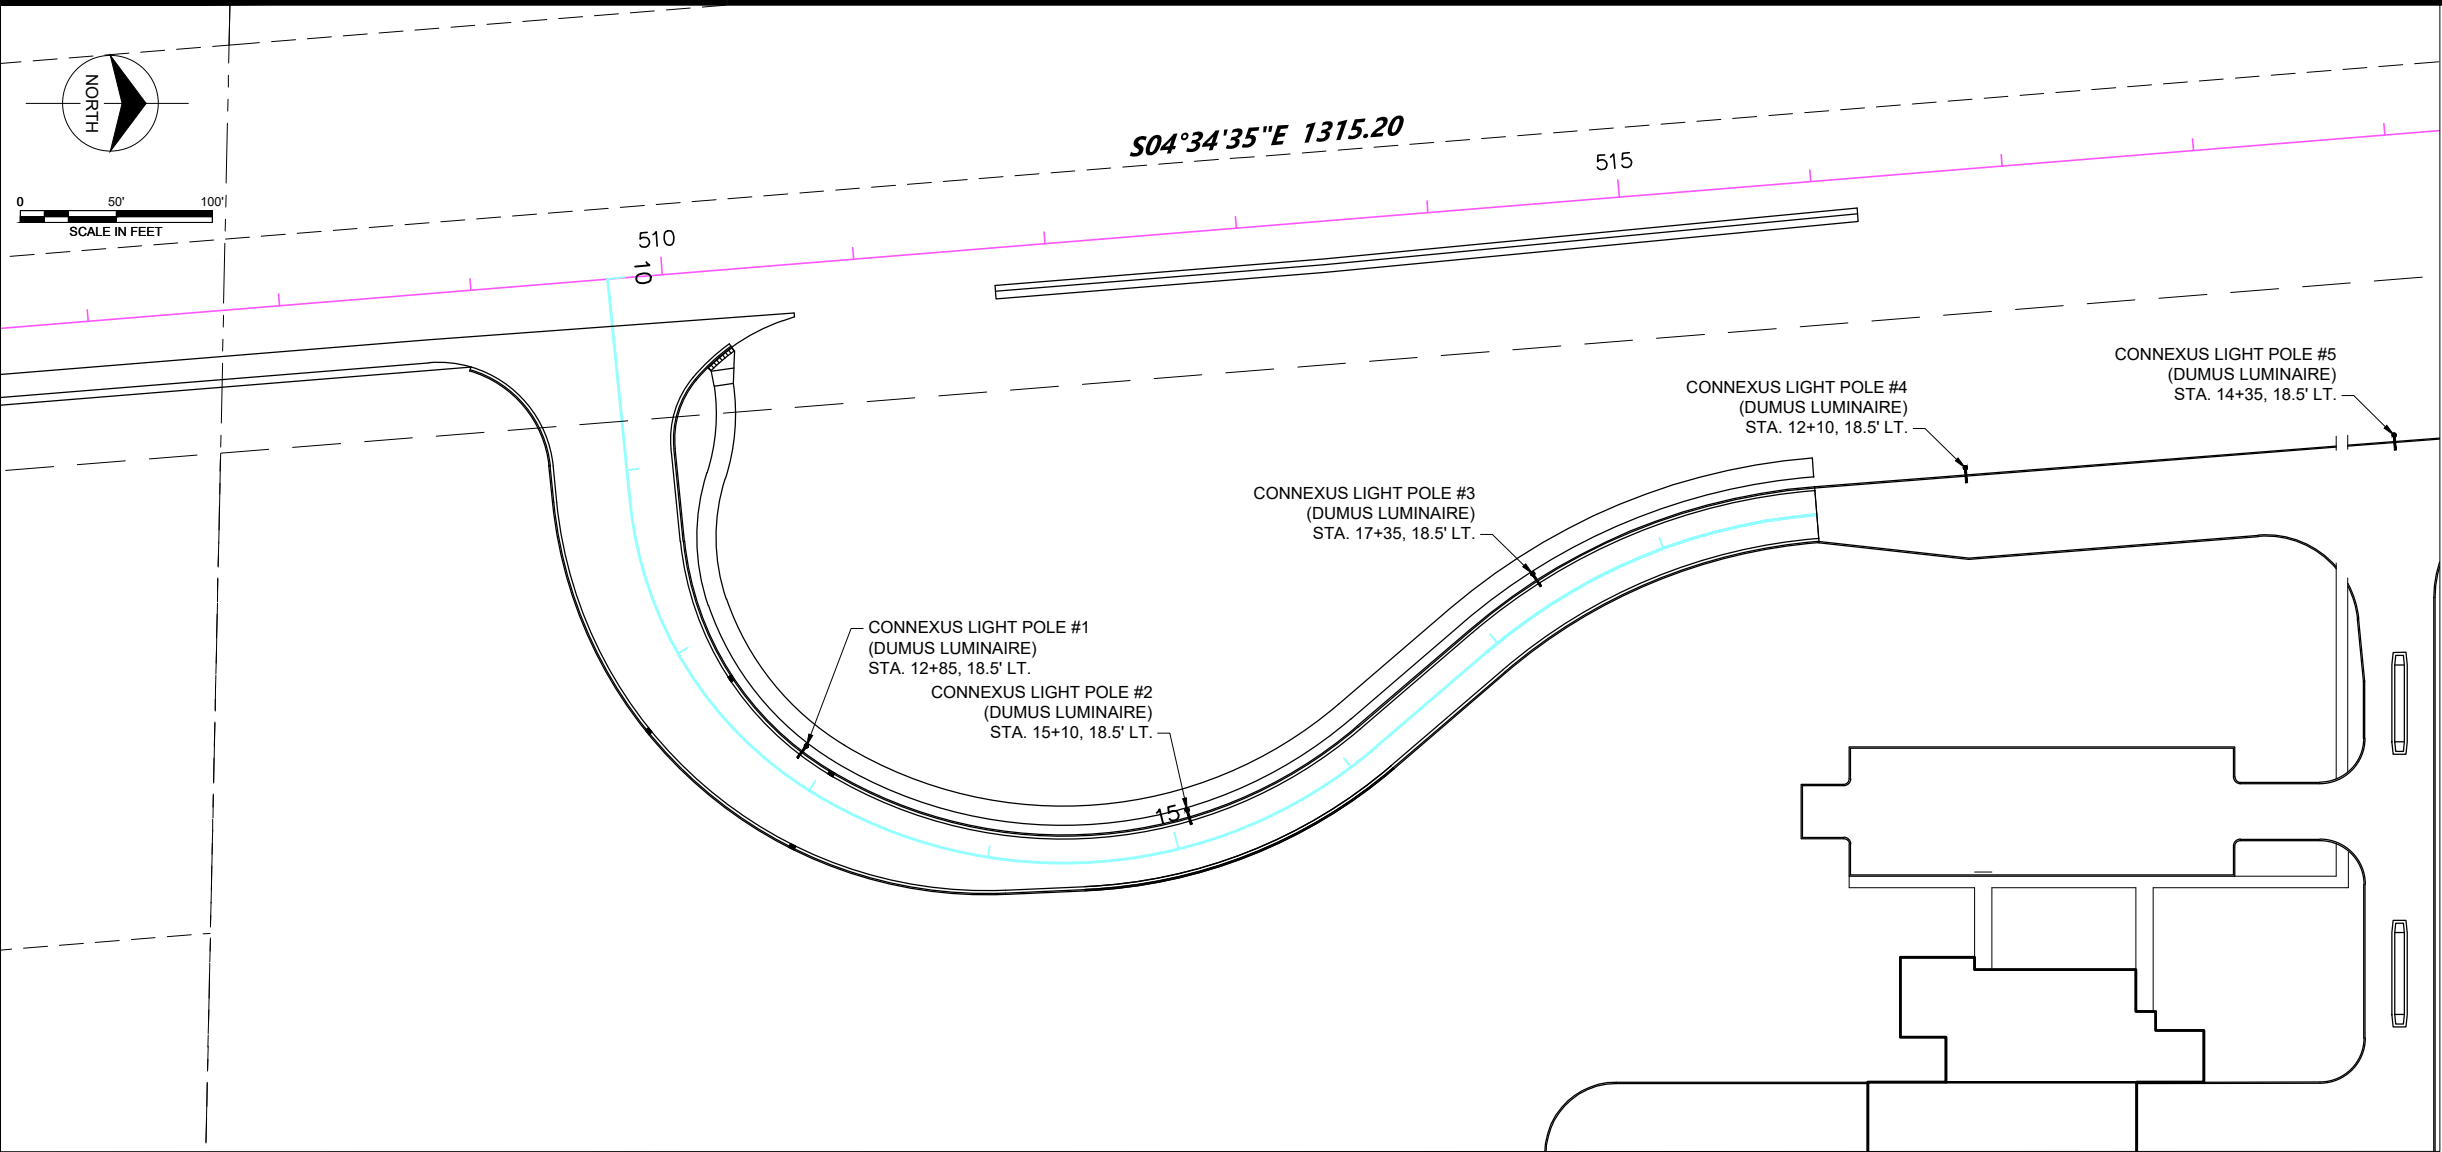 NORTH
0 50' 100'
SCALE IN FEET
S04°34'35"E 1315.20
515
510
10
CONNEXUS LIGHT POLE #5
(DUMUS LUMINAIRE)
STA. 14+35, 18.5' LT.
CONNEXUS LIGHT POLE #4
(DUMUS LUMINAIRE)
STA. 12+10, 18.5' LT.
CONNEXUS LIGHT POLE #3
(DUMUS LUMINAIRE)
STA. 17+35, 18.5' LT.
CONNEXUS LIGHT POLE #1
(DUMUS LUMINAIRE)
STA. 12+85, 18.5' LT.
CONNEXUS LIGHT POLE #2
(DUMUS LUMINAIRE)
STA. 15+10, 18.5' LT.
15